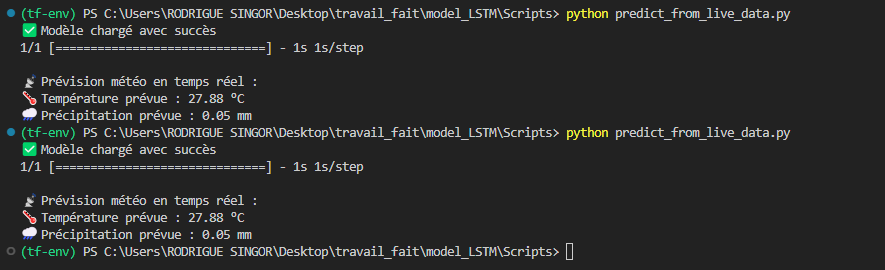 (tf-env) PS C:\Users\RODRIGUE SINGOR\Desktop\travail_fait\model_LSTM\Scripts> python predict_from_live_data.py
✅ Modèle chargé avec succès
1/1 [==============================] - 1s 1s/step
📡 Prévision météo en temps réel :
🌡️ Température prévue : 27.88 °C
🌧️ Précipitation prévue : 0.05 mm
(tf-env) PS C:\Users\RODRIGUE SINGOR\Desktop\travail_fait\model_LSTM\Scripts> python predict_from_live_data.py
✅ Modèle chargé avec succès
1/1 [==============================] - 1s 1s/step
📡 Prévision météo en temps réel :
🌡️ Température prévue : 27.88 °C
🌧️ Précipitation prévue : 0.05 mm
(tf-env) PS C:\Users\RODRIGUE SINGOR\Desktop\travail_fait\model_LSTM\Scripts>